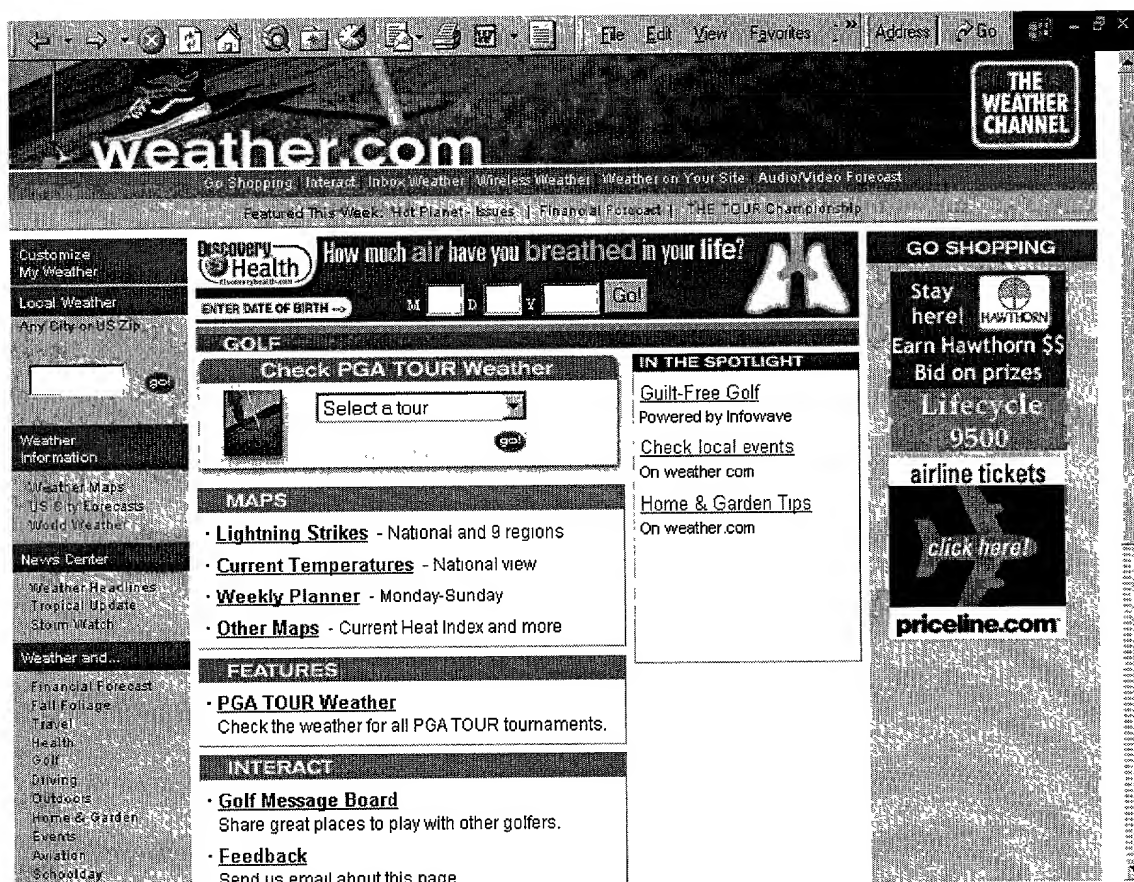 File Edit View Favorites » Address Go
THE
WEATHER
CHANNEL
weather.com
Go Shopping | Interact | Inbox Weather | Wireless Weather | Weather on Your Site | Audio/Video Forecast
Featured This Week: Hot Planet - Issues | Financial Forecast | THE TOUR Championship
Customize
My Weather
Local Weather
Any City or US Zip
go!
Weather
Information
Weather Maps
US City Forecasts
World Weather
News Center
Weather Headlines
Tropical Update
Storm Watch
Weather and...
Financial Forecast
Fall Foliage
Travel
Health
Golf
Driving
Outdoors
Home & Garden
Events
Aviation
Schoolday
Discovery
Health
How much air have you breathed in your life?
ENTER DATE OF BIRTH --> M D Y Go!
GOLF
Check PGA TOUR Weather
Select a tour
go!
MAPS
· Lightning Strikes - National and 9 regions
· Current Temperatures - National view
· Weekly Planner - Monday-Sunday
· Other Maps - Current Heat Index and more
FEATURES
· PGA TOUR Weather
Check the weather for all PGA TOUR tournaments.
INTERACT
· Golf Message Board
Share great places to play with other golfers.
· Feedback
Send us email about this page
IN THE SPOTLIGHT
Guilt-Free Golf
Powered by Infowave
Check local events
On weather.com
Home & Garden Tips
On weather.com
GO SHOPPING
Stay
here! HAWTHORN
Earn Hawthorn $$
Bid on prizes
Lifecycle
9500
airline tickets
click here!
priceline.com